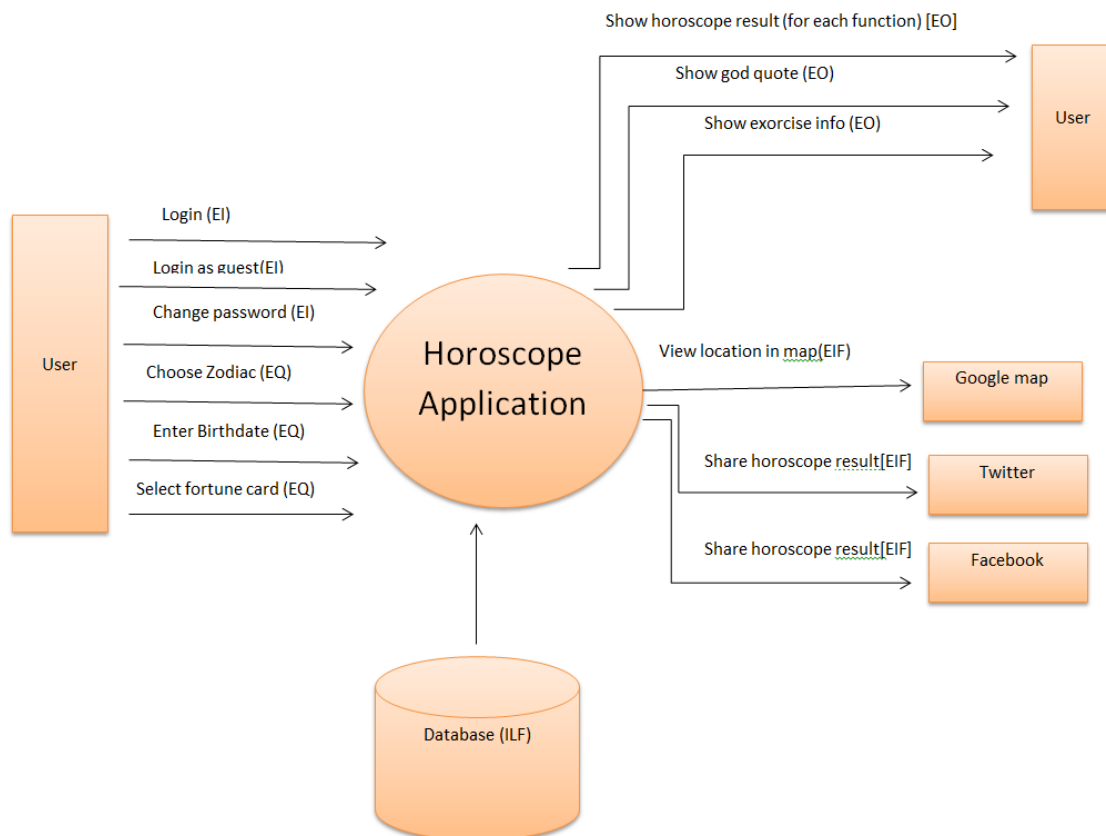 Show horoscope result (for each function) [EO]
Show god quote (EO)
Show exorcise info (EO)
User
Login (EI)
Login as guest(EI)
Change password (EI)
Choose Zodiac (EQ)
Enter Birthdate (EQ)
Select fortune card (EQ)
User
Horoscope
Application
View location in map(EIF)
Google map
Share horoscope result[EIF]
Twitter
Share horoscope result[EIF]
Facebook
Database (ILF)